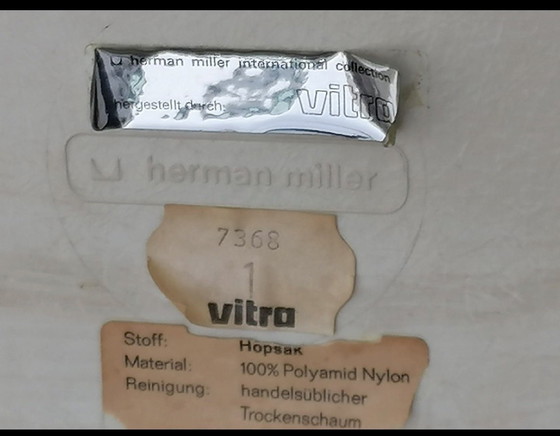 herman miller international collection
hergestellt durch: vitra
herman miller
7368
1
vitra
Stoff: Hopsak
Material: 100% Polyamid Nylon
Reinigung: handelsüblicher
Trockenschaum